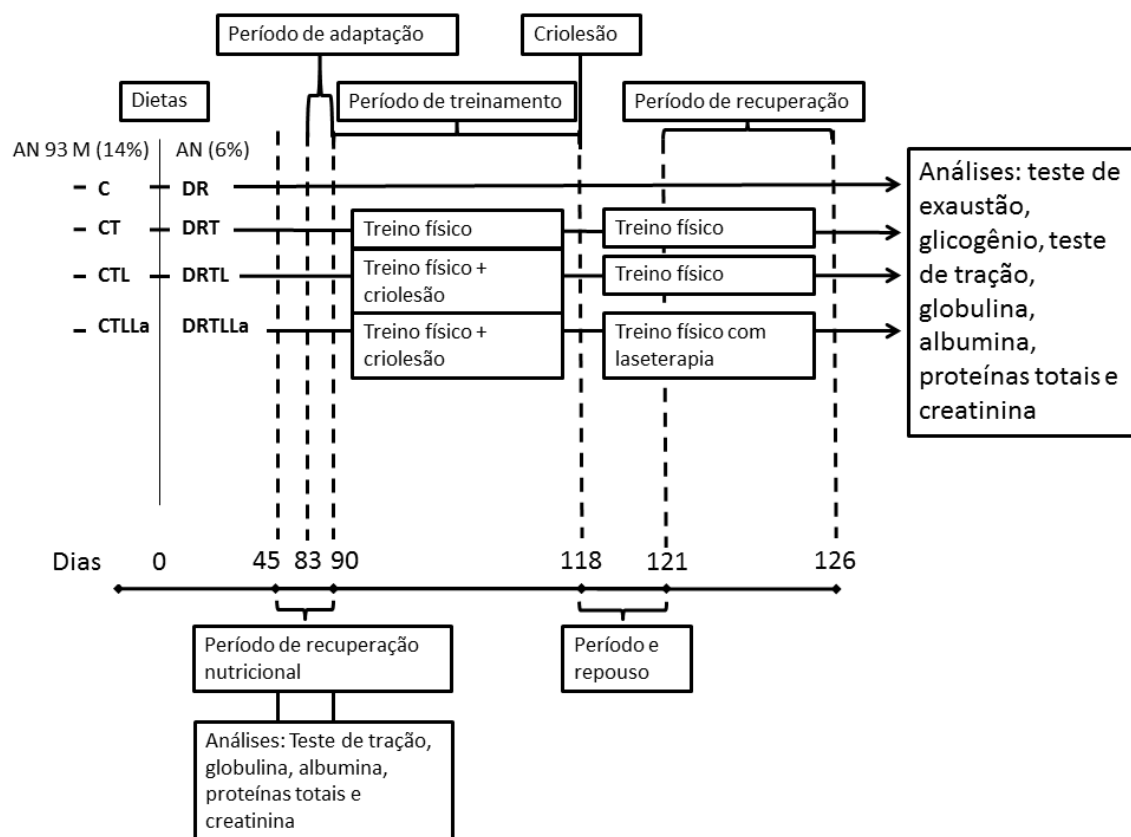 Período de adaptação
Criolesão
Dietas
Período de treinamento
Período de recuperação
AN 93 M (14%)
AN (6%)
C
DR
CT
DRT
Treino físico
Treino físico
CTL
DRTL
Treino físico +
criolesão
Treino físico
CTLLa
DRTLLa
Treino físico +
criolesão
Treino físico com
laseterapia
Análises: teste de
exaustão,
glicogênio, teste
de tração,
globulina,
albumina,
proteínas totais e
creatinina
Dias
0
45
83
90
118
121
126
Período de recuperação
nutricional
Período e
repouso
Análises: Teste de tração,
globulina, albumina,
proteínas totais e
creatinina